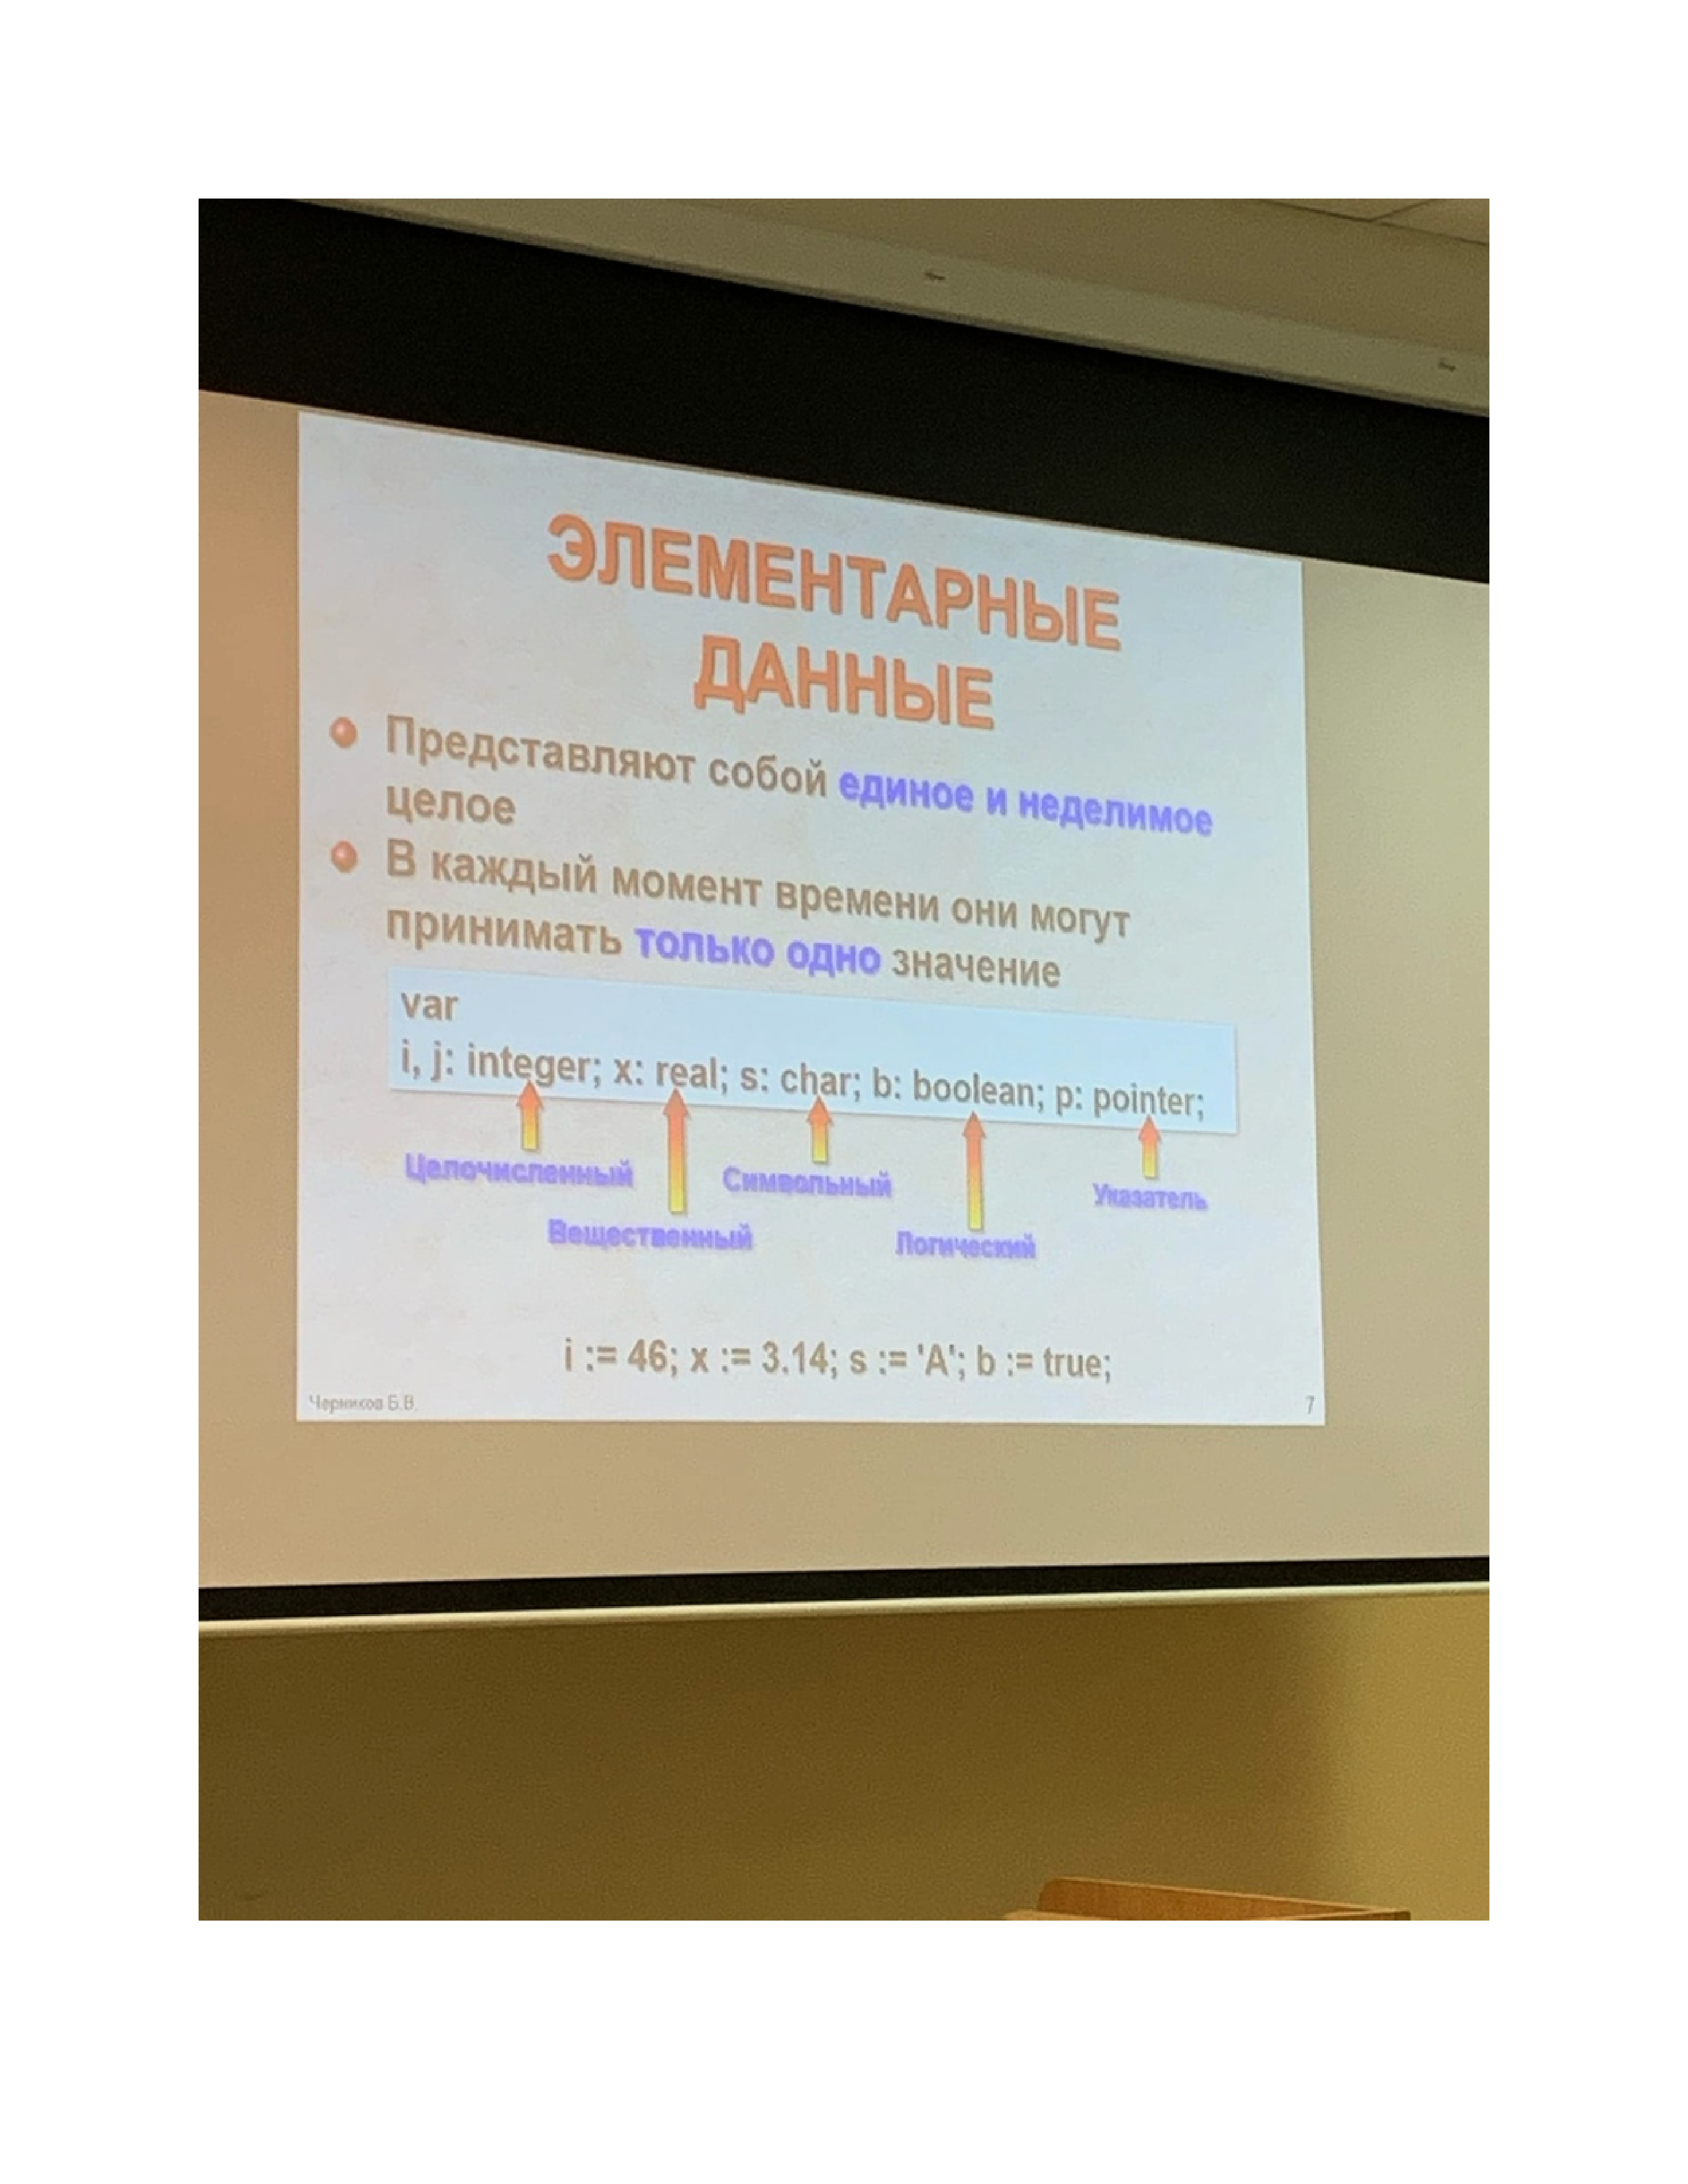 ЭЛЕМЕНТАРНЫЕ
ДАННЫЕ
Представляют собой единое и неделимое
целое
В каждый момент времени они могут
принимать только одно значение
var
i, j: integer; x: real; s: char; b: boolean; p: pointer;
Целочисленный
Символьный
Указатель
Вещественный
Логический
i := 46; x := 3.14; s := 'A'; b := true;
Черников Б.В.
7